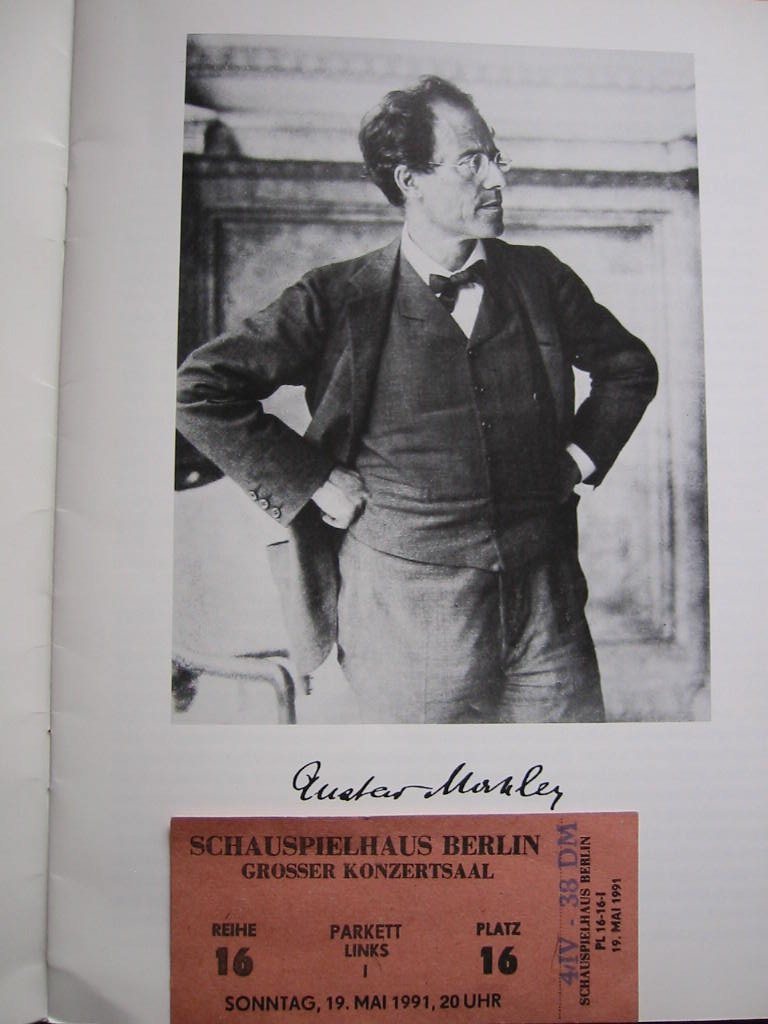 Gustav Mahler
SCHAUSPIELHAUS BERLIN
GROSSER KONZERTSAAL
REIHE
16
PARKETT
LINKS
I
PLATZ
16
SONNTAG, 19. MAI 1991, 20 UHR
4/IV - 38 DM
SCHAUSPIELHAUS BERLIN
PL 16-16-I
19. MAI 1991